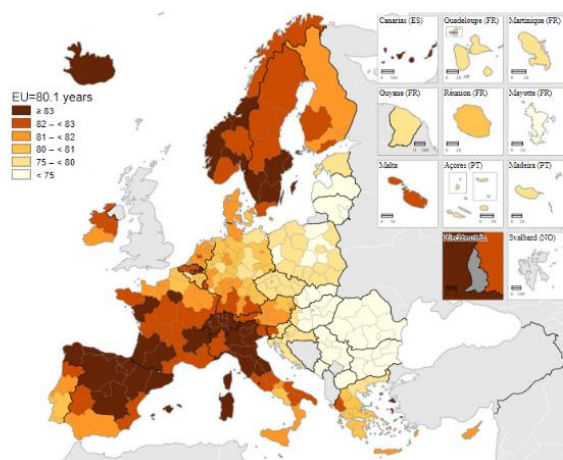 EU=80.1 years
≥ 83
82 – < 83
81 – < 82
80 – < 81
75 – < 80
< 75
Canarias (ES)
Guadeloupe (FR)
Martinique (FR)
Guyane (FR)
Réunion (FR)
Mayotte (FR)
Malta
Açores (PT)
Madeira (PT)
Liechtenstein
Svalbard (NO)